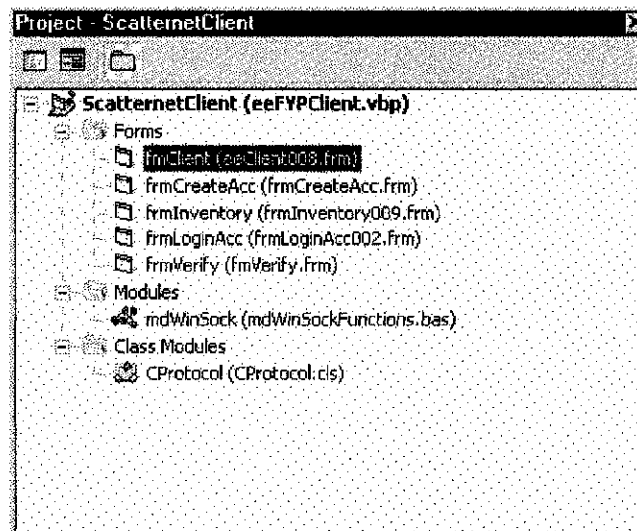 Project - ScatternetClient
ScatternetClient (eeFYPClient.vbp)
Forms
frmClient (eeClient008.frm)
frmCreateAcc (frmCreateAcc.frm)
frmInventory (frmInventory009.frm)
frmLoginAcc (frmLoginAcc002.frm)
frmVerify (fmVerify.frm)
Modules
mdWinSock (mdWinSockFunctions.bas)
Class Modules
CProtocol (CProtocol.cls)